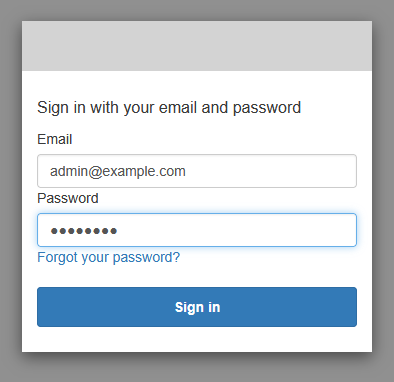 Sign in with your email and password
Email
admin@example.com
Password
●●●●●●●●
Forgot your password?
Sign in